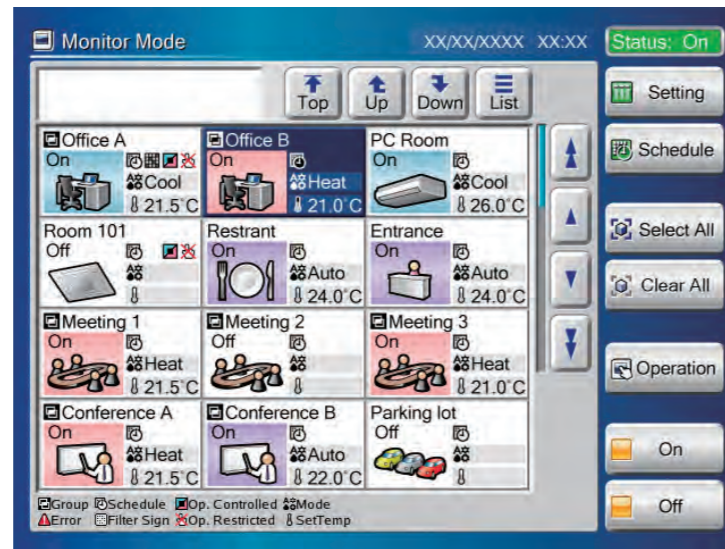 Monitor Mode XX/XX/XXXX XX:XX Status: On
Top Up Down List
Setting
Schedule
Select All
Clear All
Operation
On
Off
Office A
On
Cool
21.5°C
Office B
On
Heat
21.0°C
PC Room
On
Cool
26.0°C
Room 101
Off
Restrant
On
Auto
24.0°C
Entrance
On
Auto
24.0°C
Meeting 1
On
Heat
21.5°C
Meeting 2
Off
Meeting 3
On
Heat
21.0°C
Conference A
On
Heat
21.5°C
Conference B
On
Auto
22.0°C
Parking lot
Off
Group Schedule Op. Controlled Mode
Error Filter Sign Op. Restricted SetTemp